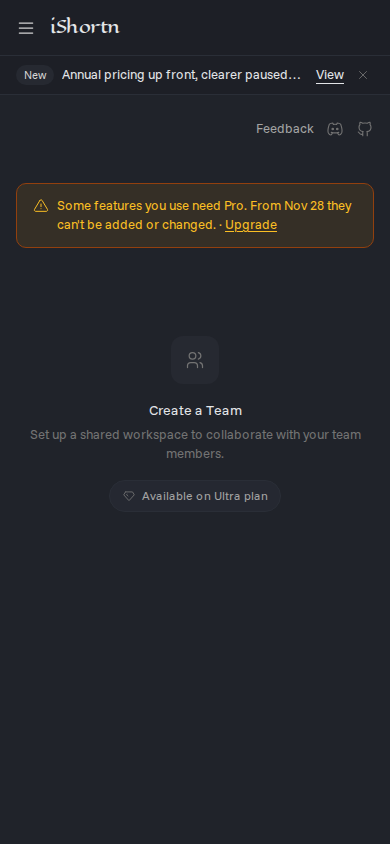 iShortn
New Annual pricing up front, clearer paused... View
Feedback
Some features you use need Pro. From Nov 28 they
can't be added or changed. · Upgrade
Create a Team
Set up a shared workspace to collaborate with your team
members.
Available on Ultra plan